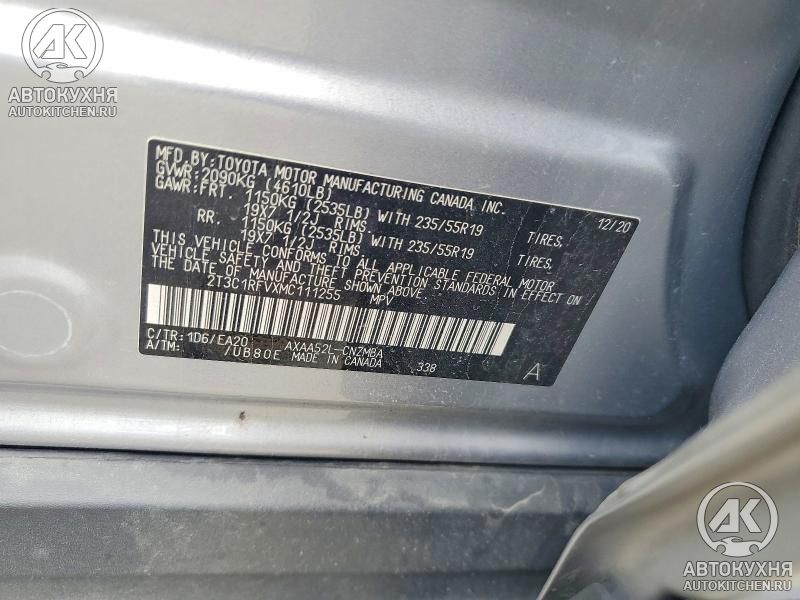 АК
АВТОКУХНЯ
AUTOKITCHEN.RU
MFD.BY:TOYOTA MOTOR MANUFACTURING CANADA INC.
GVWR:2090KG (4610LB) 12/20
GAWR:FRT. 1150KG (2535LB) WITH 235/55R19 TIRES,
19X7 1/2J RIMS.
RR. 1150KG (2535LB) WITH 235/55R19 TIRES,
19X7 1/2J RIMS.
THIS VEHICLE CONFORMS TO ALL APPLICABLE FEDERAL MOTOR
VEHICLE SAFETY AND THEFT PREVENTION STANDARDS IN EFFECT ON
THE DATE OF MANUFACTURE SHOWN ABOVE.
2T3C1RFVXMC111255 MPV
C/TR:1D6/EA20 AXAA52L-CNZMBA
A/TM: /UB80E MADE IN CANADA 338 A
АК
АВТОКУХНЯ
AUTOKITCHEN.RU